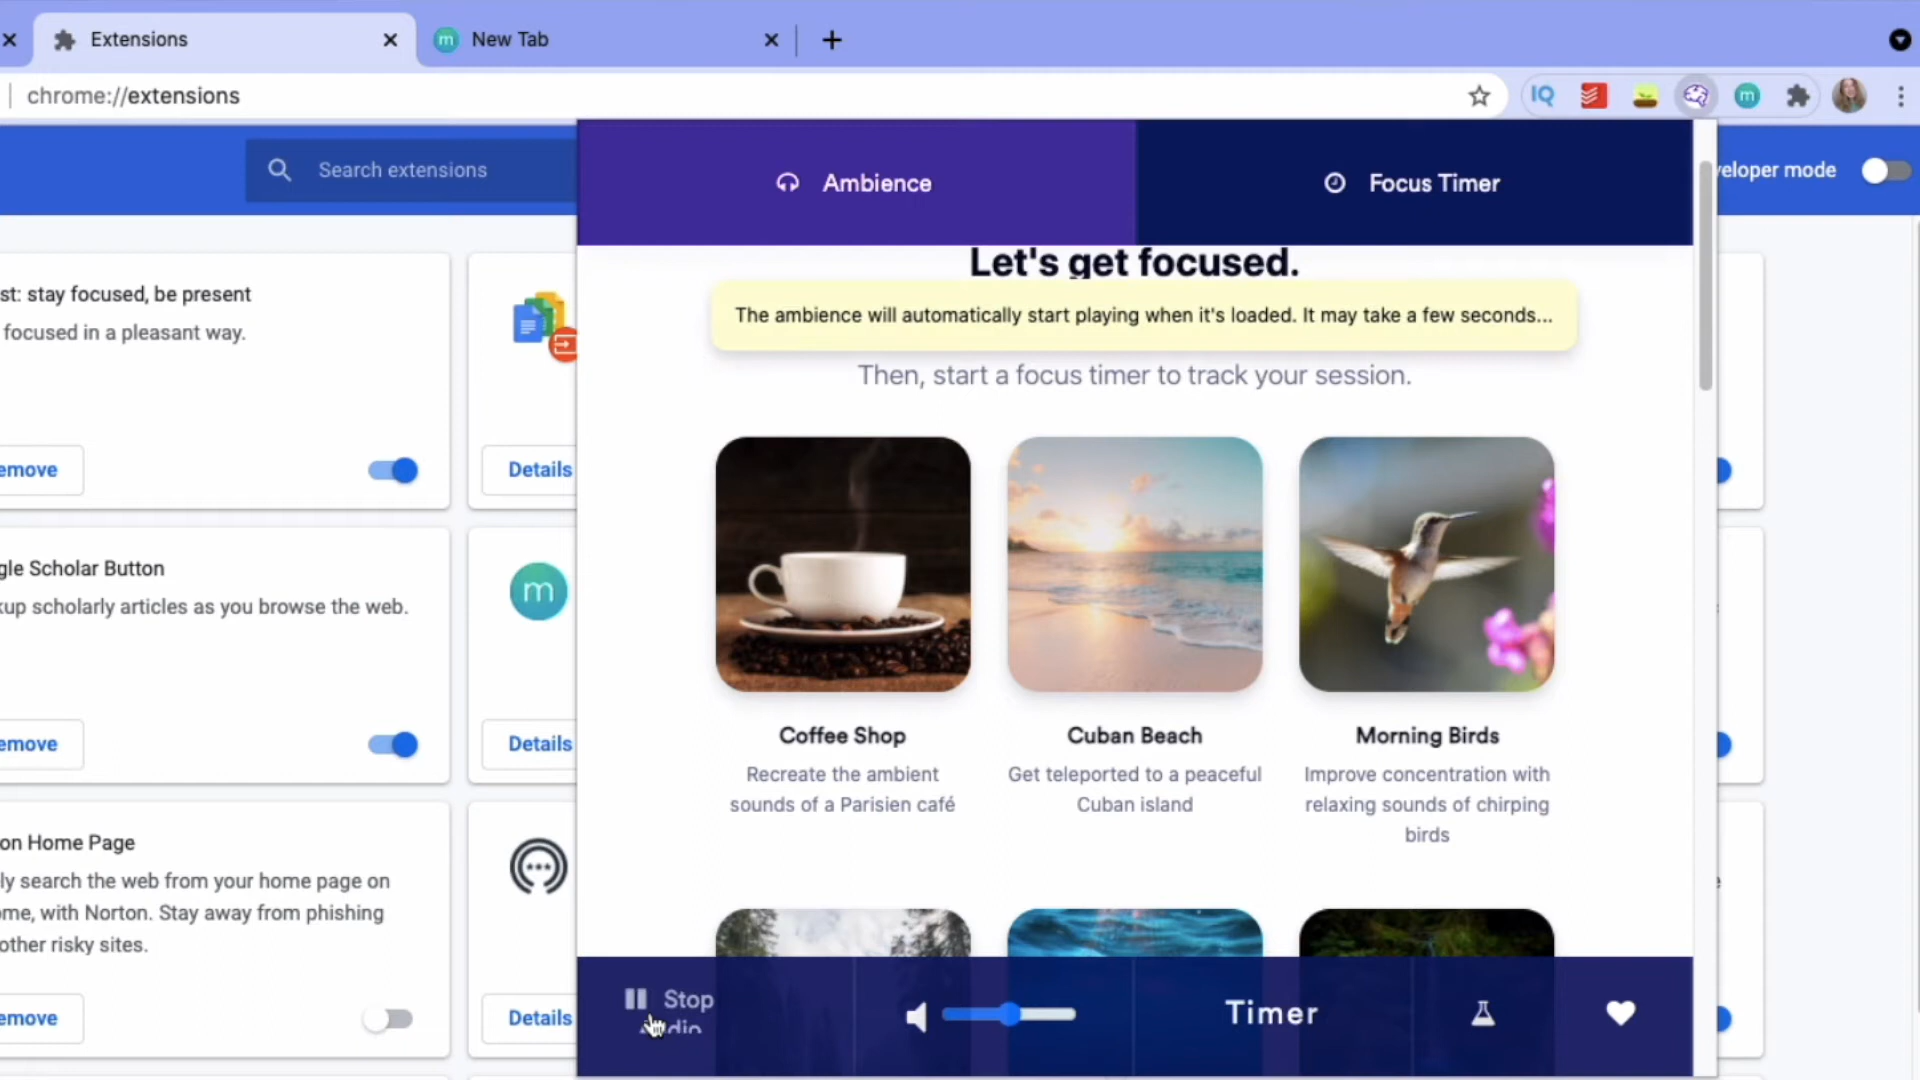 Extensions
New Tab
chrome://extensions
IQ
m
Search extensions
Ambience
Focus Timer
veloper mode
Let's get focused.
The ambience will automatically start playing when it's loaded. It may take a few seconds...
Then, start a focus timer to track your session.
st: stay focused, be present
focused in a pleasant way.
emove
Details
gle Scholar Button
kup scholarly articles as you browse the web.
m
emove
Details
on Home Page
ly search the web from your home page on
ome, with Norton. Stay away from phishing
other risky sites.
emove
Details
Coffee Shop
Recreate the ambient
sounds of a Parisien café
Cuban Beach
Get teleported to a peaceful
Cuban island
Morning Birds
Improve concentration with
relaxing sounds of chirping
birds
Stop
Timer